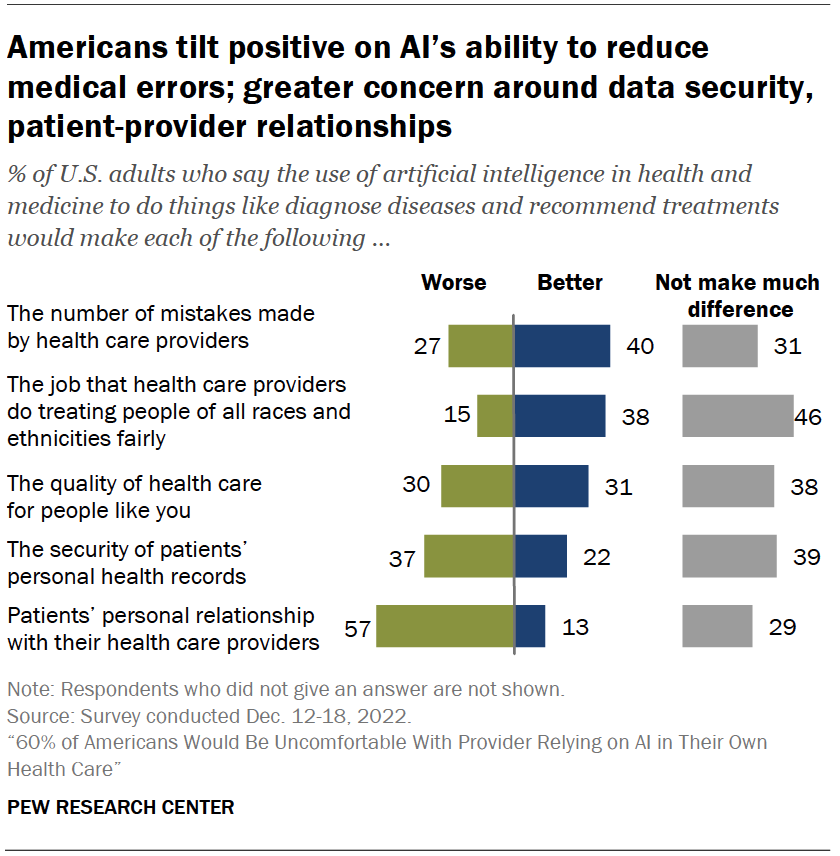 Americans tilt positive on AI’s ability to reduce
medical errors; greater concern around data security,
patient-provider relationships
% of U.S. adults who say the use of artificial intelligence in health and
medicine to do things like diagnose diseases and recommend treatments
would make each of the following ...
Worse Better Not make much
difference
The number of mistakes made
by health care providers
27 40 31
The job that health care providers
do treating people of all races and
ethnicities fairly
15 38 46
The quality of health care
for people like you
30 31 38
The security of patients’
personal health records
37 22 39
Patients’ personal relationship
with their health care providers
57 13 29
Note: Respondents who did not give an answer are not shown.
Source: Survey conducted Dec. 12-18, 2022.
“60% of Americans Would Be Uncomfortable With Provider Relying on AI in Their Own
Health Care”
PEW RESEARCH CENTER